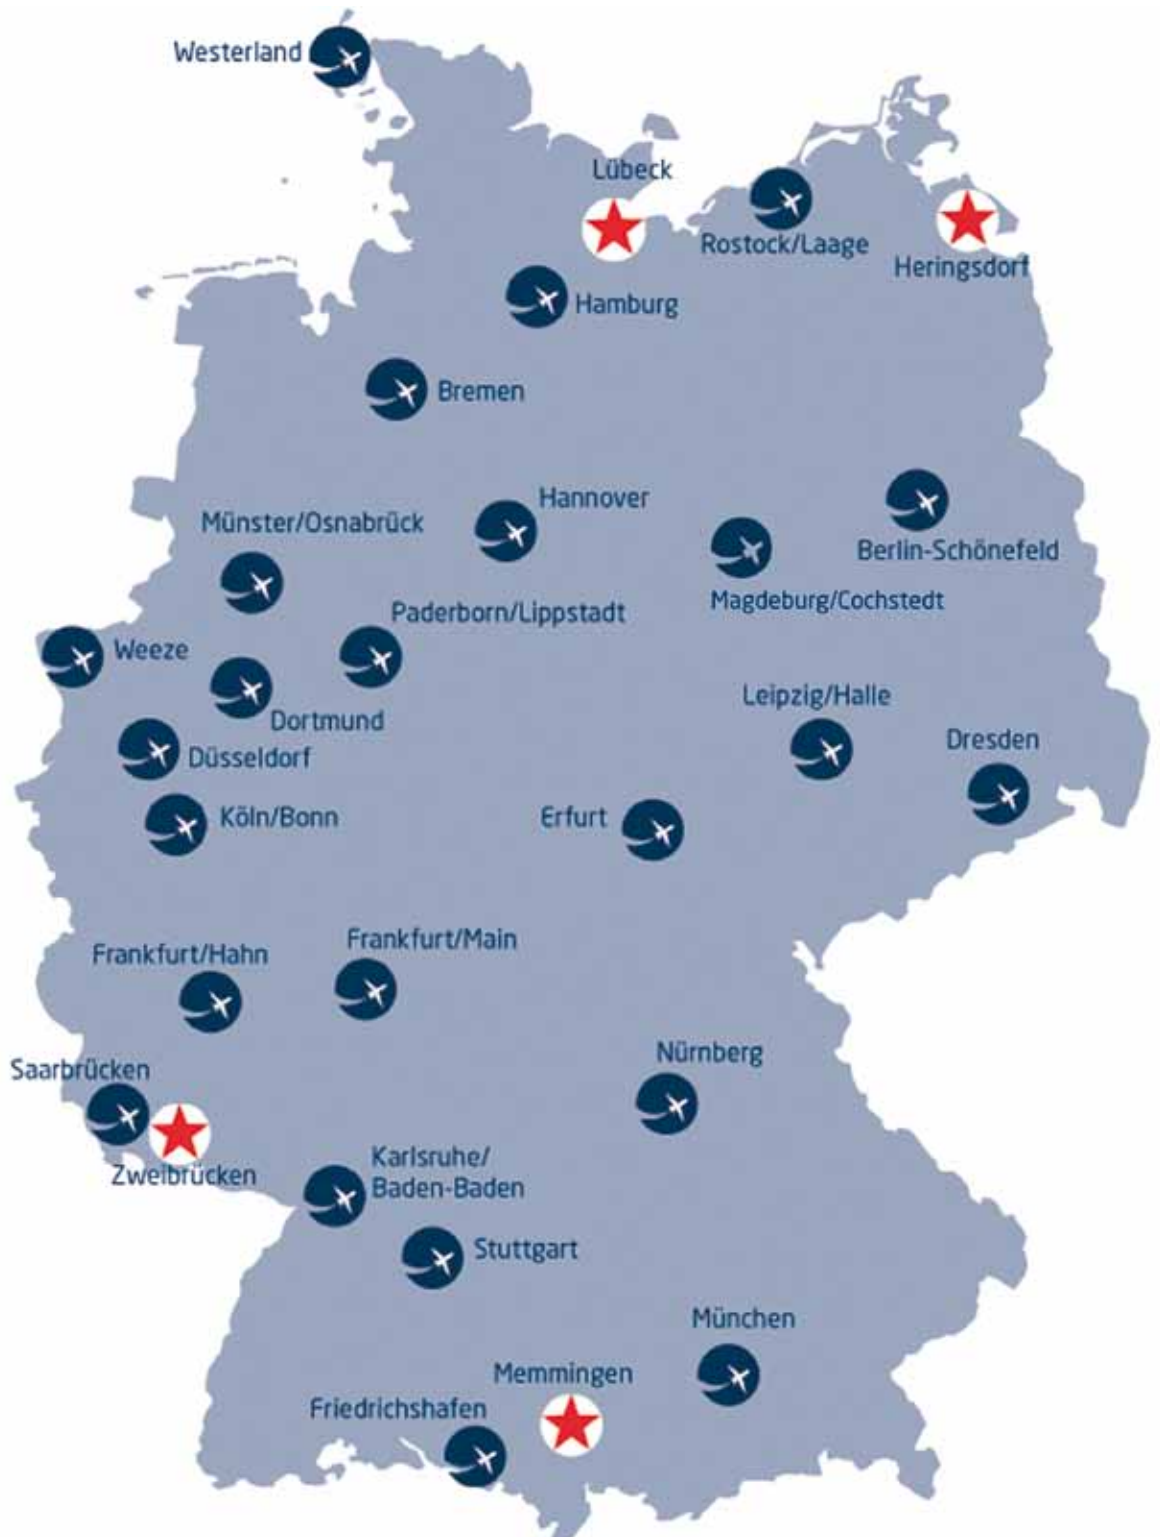 Westerland
Lübeck
Rostock/Laage
Heringsdorf
Hamburg
Bremen
Hannover
Münster/Osnabrück
Berlin-Schönefeld
Magdeburg/Cochstedt
Paderborn/Lippstadt
Weeze
Leipzig/Halle
Dortmund
Dresden
Düsseldorf
Köln/Bonn
Erfurt
Frankfurt/Main
Frankfurt/Hahn
Nürnberg
Saarbrücken
Zweibrücken
Karlsruhe/
Baden-Baden
Stuttgart
München
Memmingen
Friedrichshafen